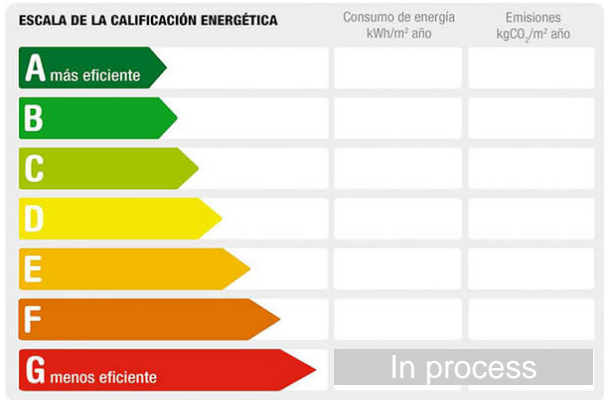 ESCALA DE LA CALIFICACIÓN ENERGÉTICA
Consumo de energía
kWh/m² año
Emisiones
kgCO₂/m² año
A más eficiente
B
C
D
E
F
G menos eficiente
In process